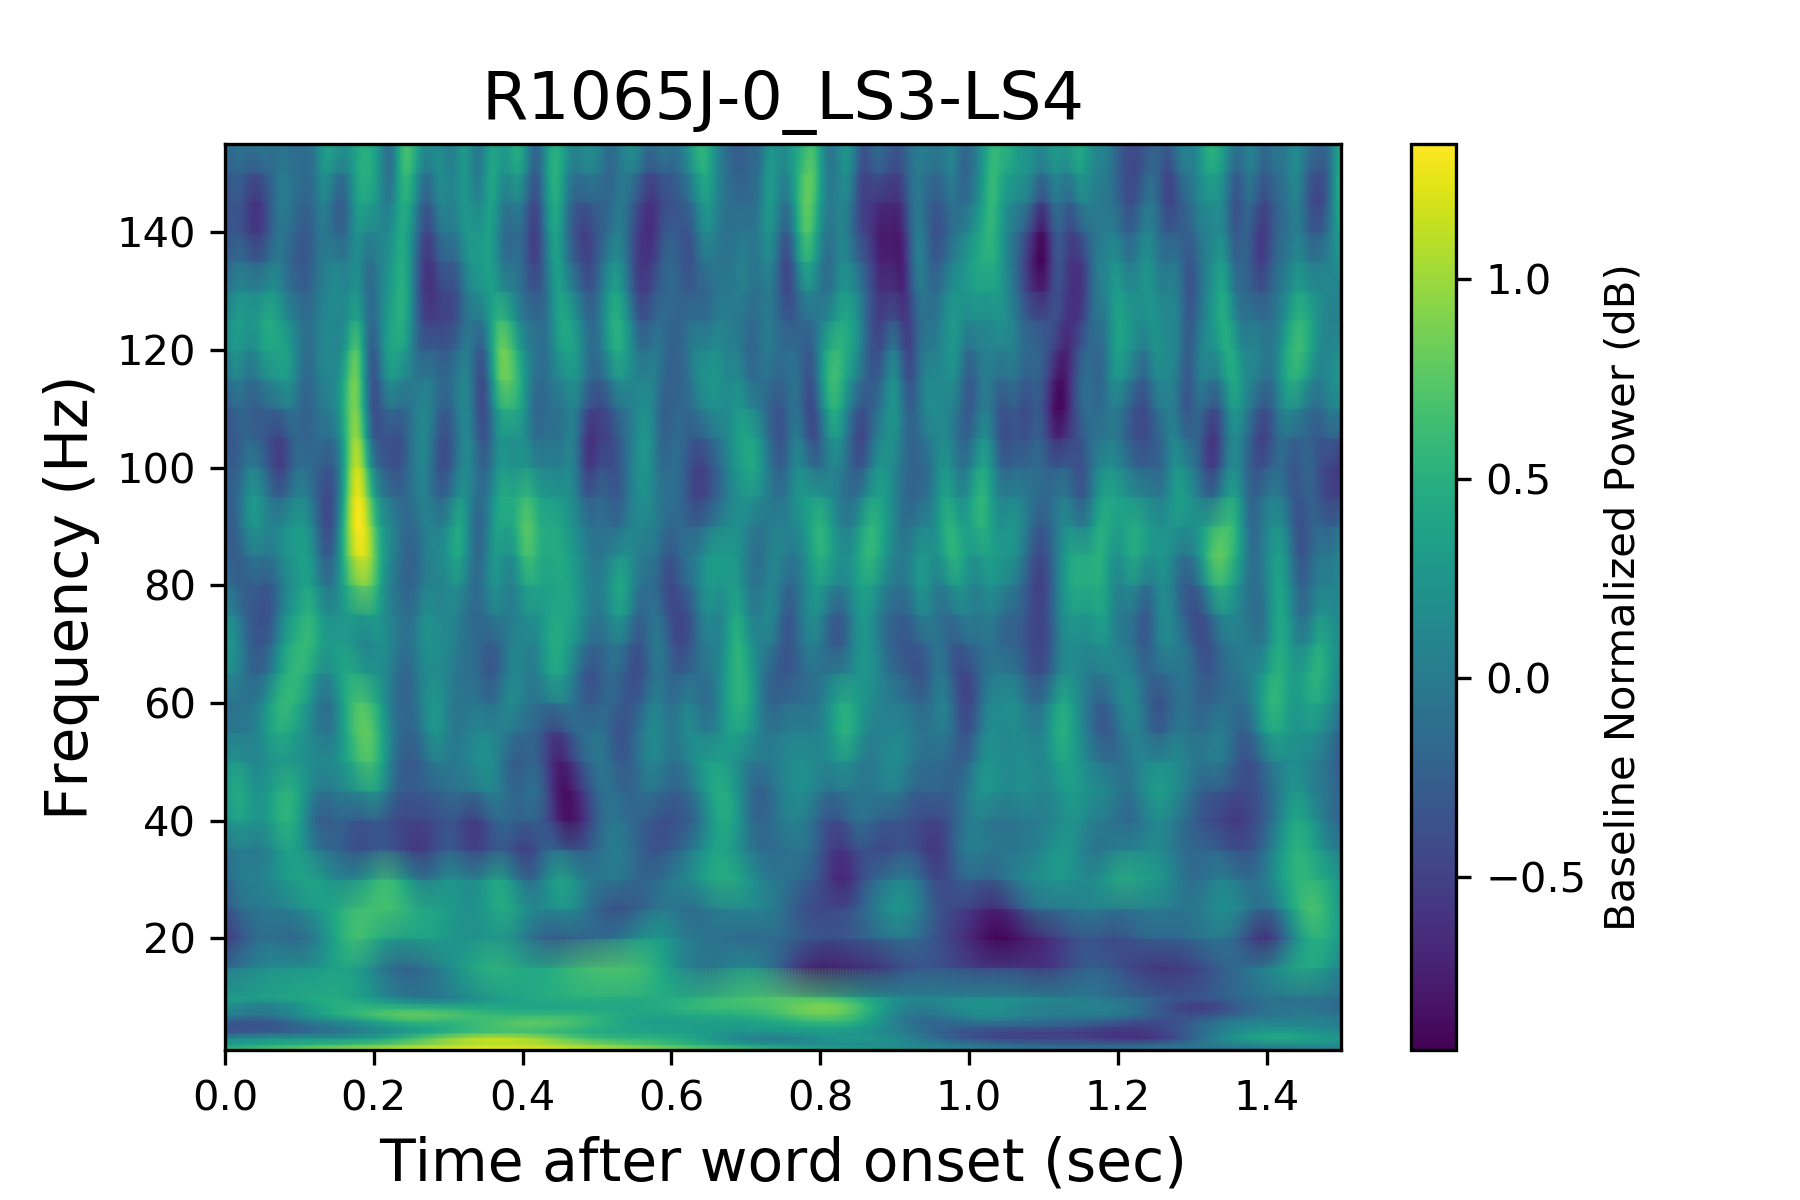 R1065J-0_LS3-LS4
Frequency (Hz)
140
120
100
80
60
40
20
0.0 0.2 0.4 0.6 0.8 1.0 1.2 1.4
Time after word onset (sec)
1.0
0.5
0.0
−0.5
Baseline Normalized Power (dB)